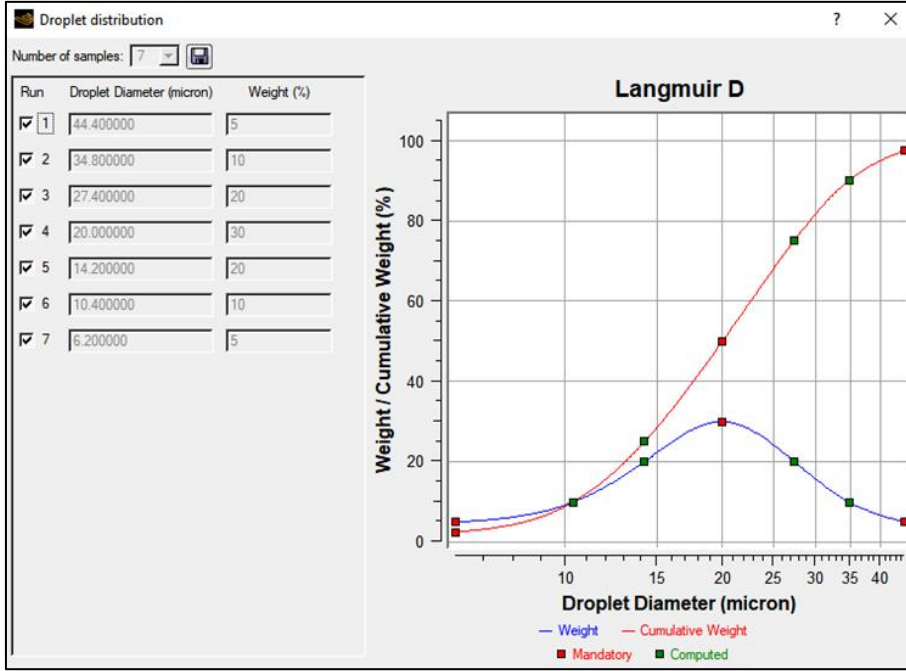 Droplet distribution
?
Number of samples: 7
Run Droplet Diameter (micron) Weight (%)
1 44.400000 5
2 34.800000 10
3 27.400000 20
4 20.000000 30
5 14.200000 20
6 10.400000 10
7 6.200000 5
Langmuir D
Weight / Cumulative Weight (%)
100
80
60
40
20
0
10 15 20 25 30 35 40
Droplet Diameter (micron)
Weight Cumulative Weight
Mandatory Computed